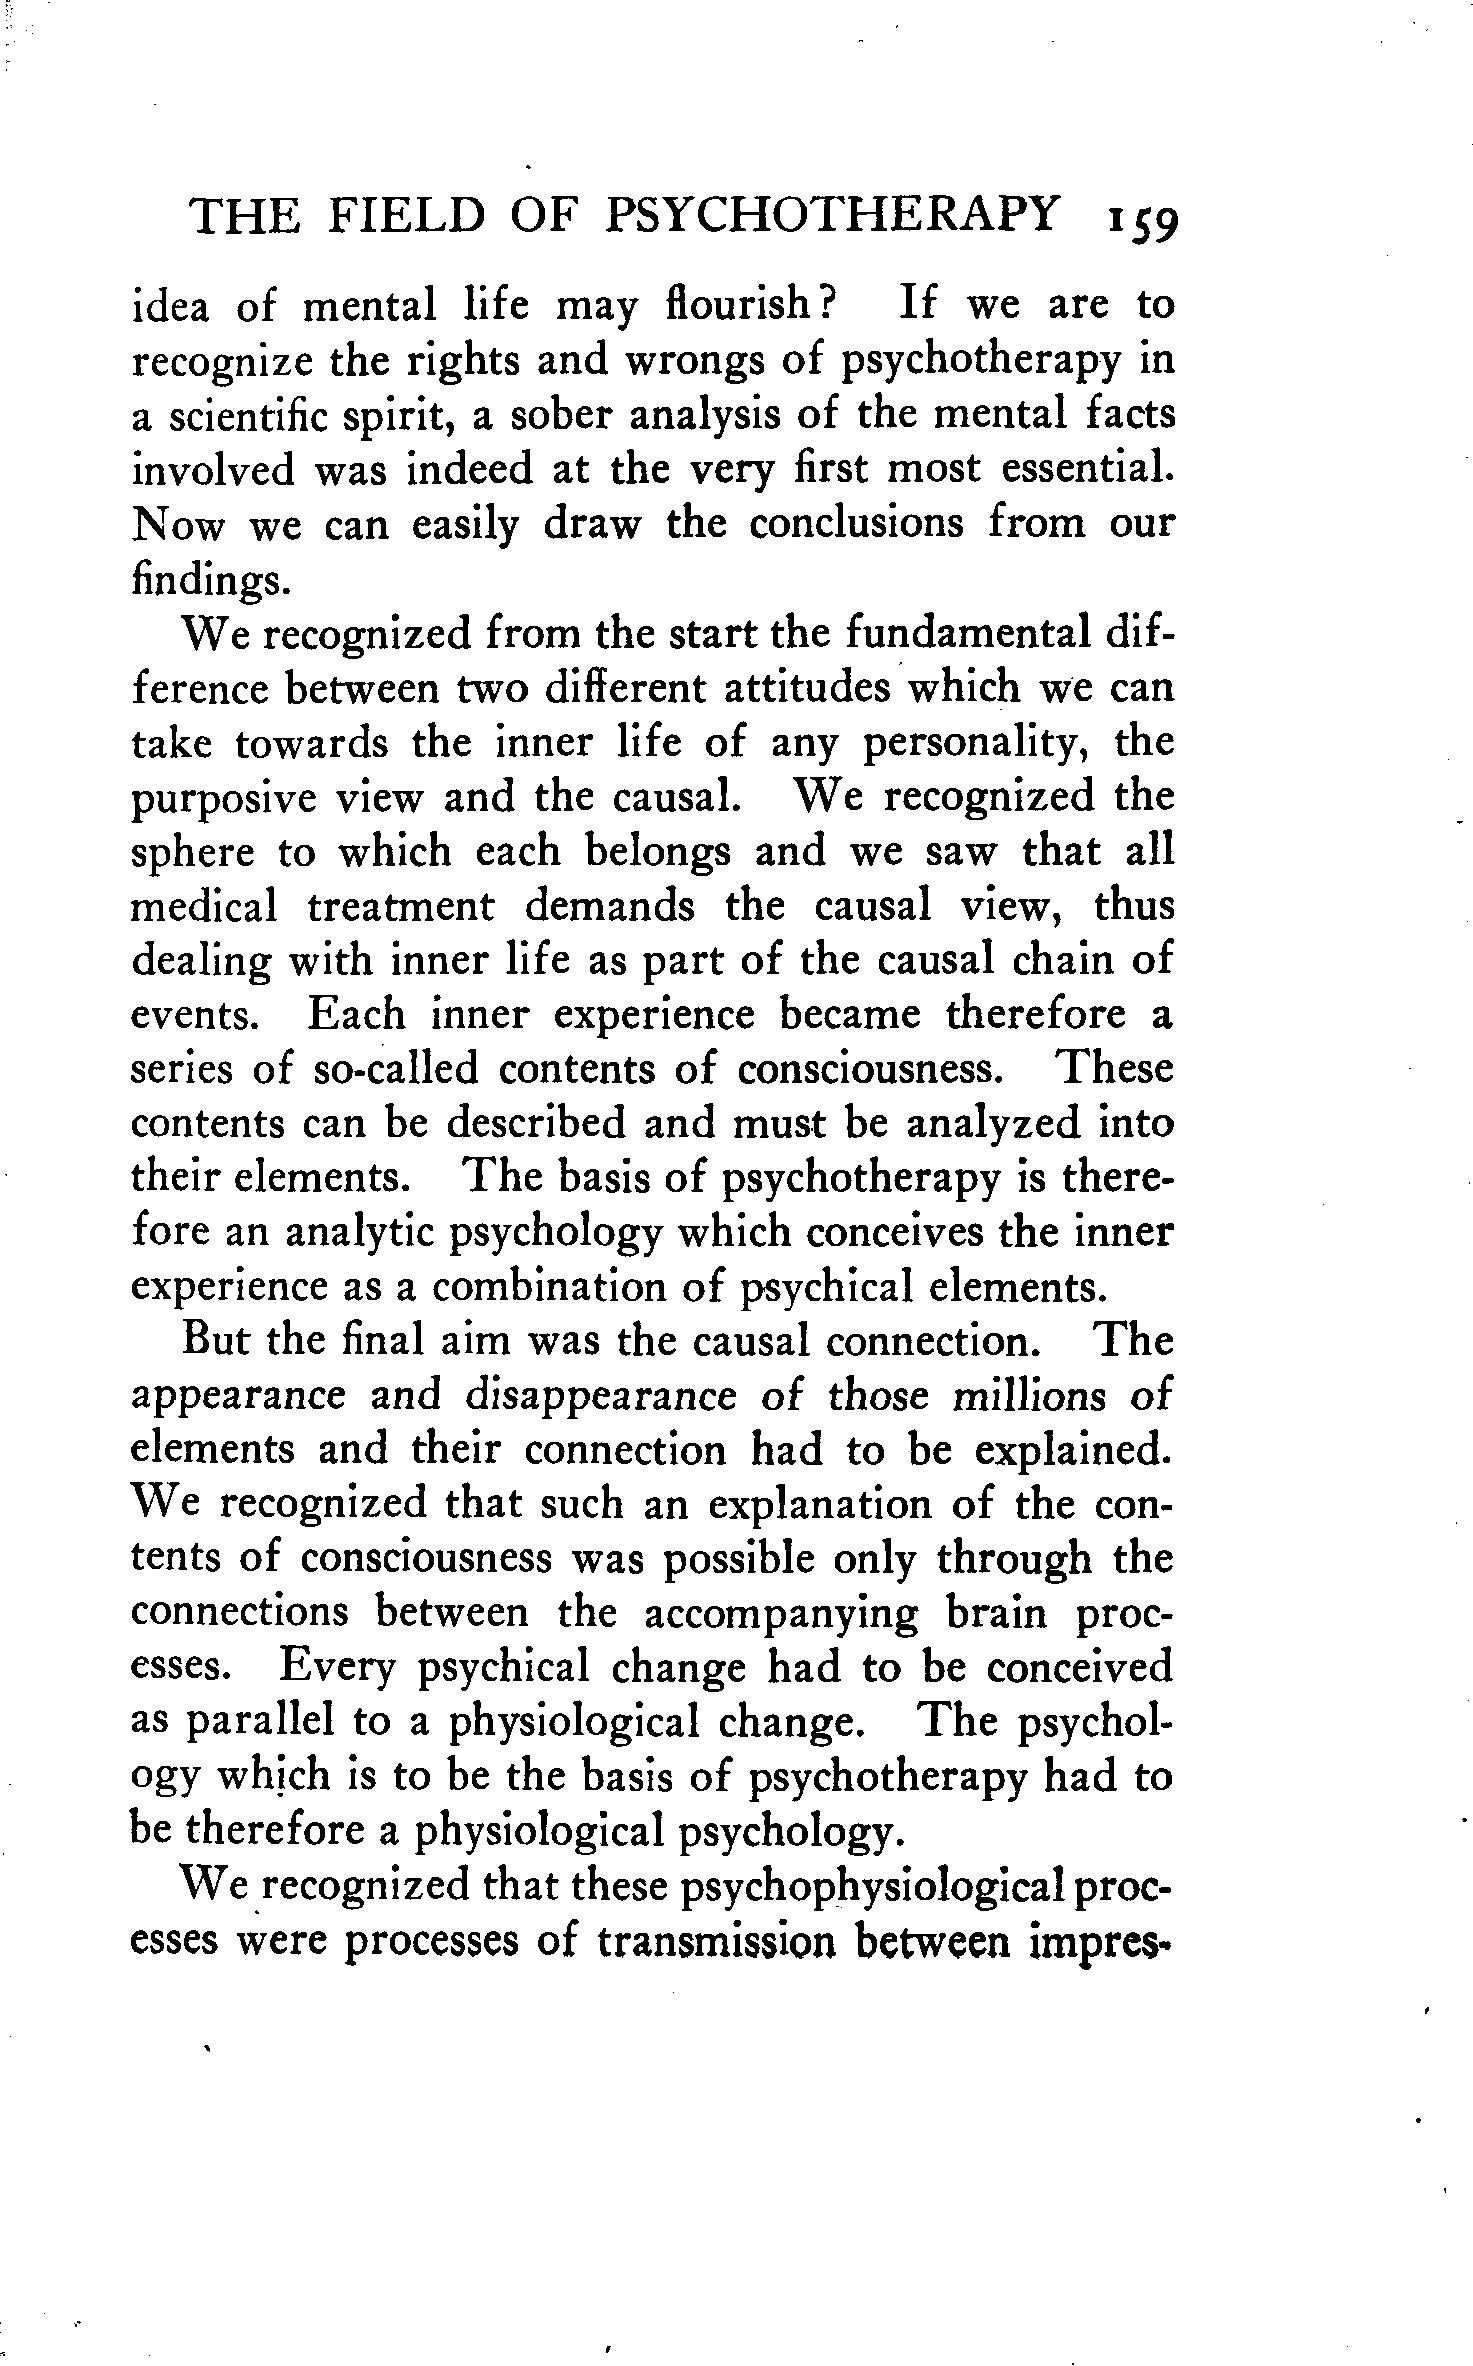 THE FIELD OF PSYCHOTHERAPY 159
idea of mental life may flourish? If we are to
recognize the rights and wrongs of psychotherapy in
a scientific spirit, a sober analysis of the mental facts
involved was indeed at the very first most essential.
Now we can easily draw the conclusions from our
findings.
We recognized from the start the fundamental dif-
ference between two different attitudes which we can
take towards the inner life of any personality, the
purposive view and the causal. We recognized the
sphere to which each belongs and we saw that all
medical treatment demands the causal view, thus
dealing with inner life as part of the causal chain of
events. Each inner experience became therefore a
series of so-called contents of consciousness. These
contents can be described and must be analyzed into
their elements. The basis of psychotherapy is there-
fore an analytic psychology which conceives the inner
experience as a combination of psychical elements.
But the final aim was the causal connection. The
appearance and disappearance of those millions of
elements and their connection had to be explained.
We recognized that such an explanation of the con-
tents of consciousness was possible only through the
connections between the accompanying brain proc-
esses. Every psychical change had to be conceived
as parallel to a physiological change. The psychol-
ogy which is to be the basis of psychotherapy had to
be therefore a physiological psychology.
We recognized that these psychophysiological proc-
esses were processes of transmission between impres-